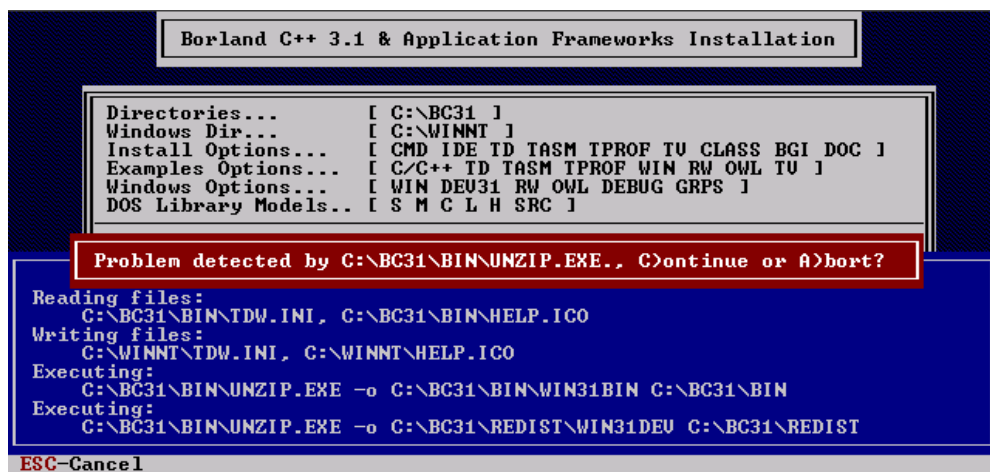 Borland C++ 3.1 & Application Frameworks Installation
Directories... [ C:\BC31 ]
Windows Dir... [ C:\WINNT ]
Install Options... [ CMD IDE TD TASM TPROF TV CLASS BGI DOC ]
Examples Options... [ C/C++ TD TASM TPROF WIN RW OWL TV ]
Windows Options... [ WIN DEV31 RW OWL DEBUG GRPS ]
DOS Library Models.. [ S M C L H SRC ]
Problem detected by C:\BC31\BIN\UNZIP.EXE., C)ontinue or A)bort?
Reading files:
C:\BC31\BIN\TDW.INI, C:\BC31\BIN\HELP.ICO
Writing files:
C:\WINNT\TDW.INI, C:\WINNT\HELP.ICO
Executing:
C:\BC31\BIN\UNZIP.EXE -o C:\BC31\BIN\WIN31BIN C:\BC31\BIN
Executing:
C:\BC31\BIN\UNZIP.EXE -o C:\BC31\REDIST\WIN31DEV C:\BC31\REDIST
ESC-Cancel